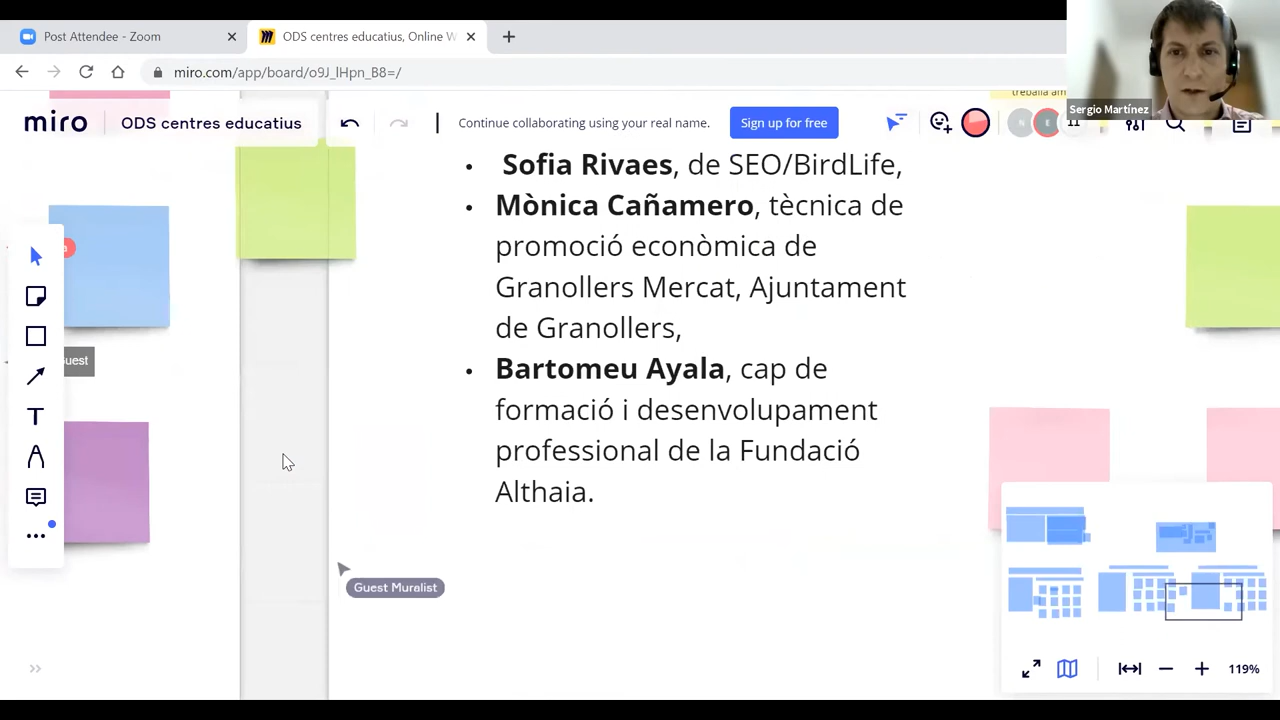 Post Attendee - Zoom
ODS centres educatius, Online W
miro.com/app/board/o9J_lHpn_B8=/
treballa am
Sergio Martínez
miro
ODS centres educatius
Continue collaborating using your real name.
Sign up for free
N
E
11
• Sofia Rivaes, de SEO/BirdLife,
• Mònica Cañamero, tècnica de
promoció econòmica de
Granollers Mercat, Ajuntament
de Granollers,
• Bartomeu Ayala, cap de
formació i desenvolupament
professional de la Fundació
Althaia.
Guest Muralist
119%